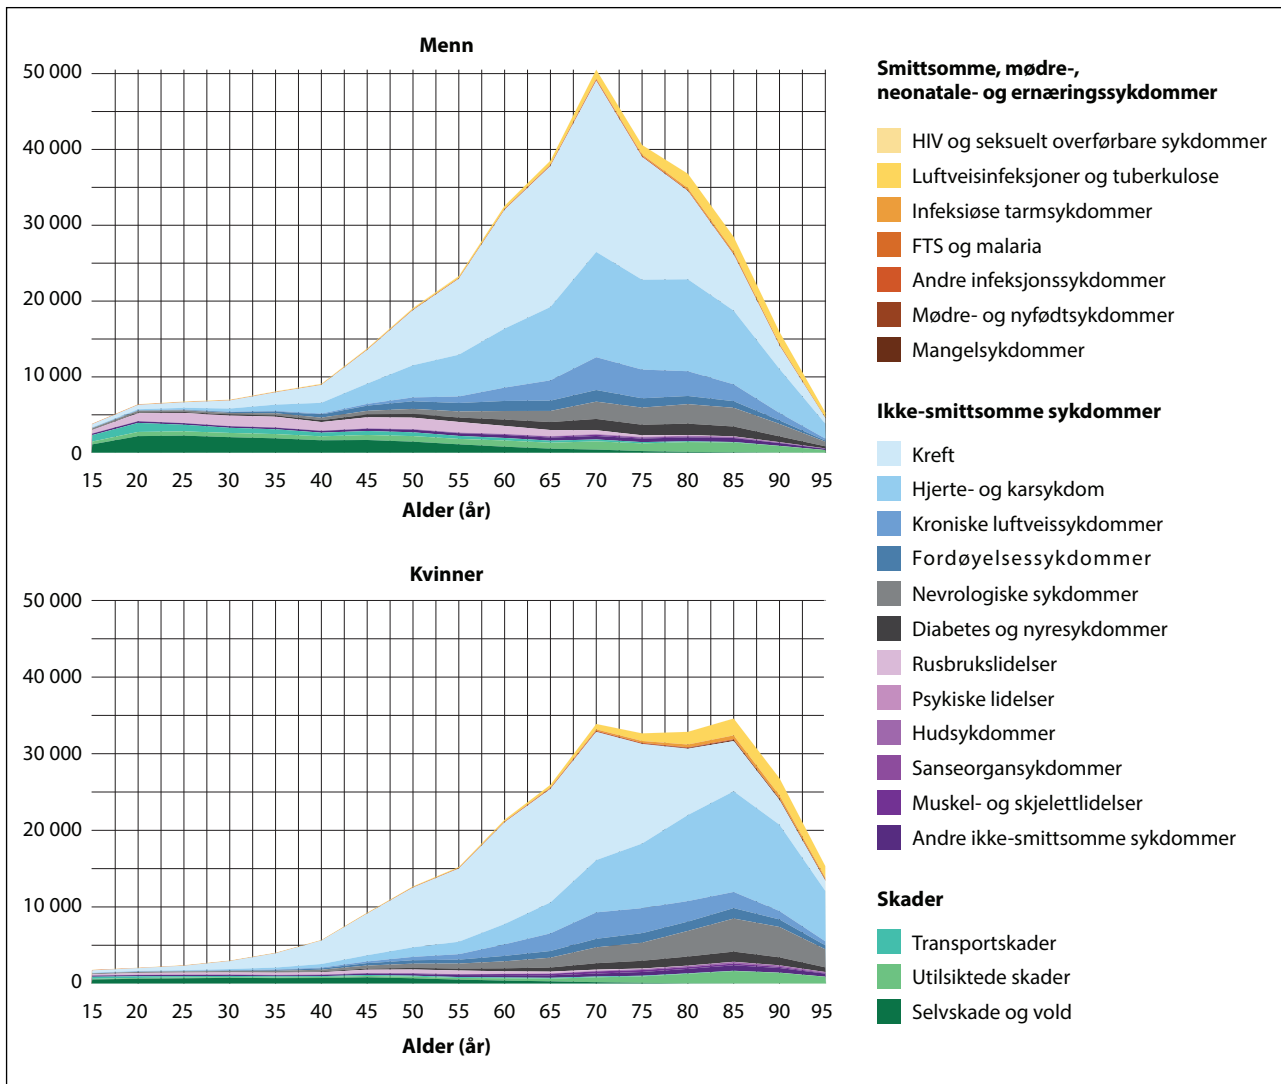 Menn
50 000
40 000
30 000
20 000
10 000
0
15 20 25 30 35 40 45 50 55 60 65 70 75 80 85 90 95
Alder (år)
Kvinner
50 000
40 000
30 000
20 000
10 000
0
15 20 25 30 35 40 45 50 55 60 65 70 75 80 85 90 95
Alder (år)
Smittsomme, mødre-,
neonatale- og ernæringssykdommer
HIV og seksuelt overførbare sykdommer
Luftveisinfeksjoner og tuberkulose
Infeksiøse tarmsykdommer
FTS og malaria
Andre infeksjonssykdommer
Mødre- og nyfødtsykdommer
Mangelsykdommer
Ikke-smittsomme sykdommer
Kreft
Hjerte- og karsykdom
Kroniske luftveissykdommer
Fordøyelsessykdommer
Nevrologiske sykdommer
Diabetes og nyresykdommer
Rusbrukslidelser
Psykiske lidelser
Hudsykdommer
Sanseorgansykdommer
Muskel- og skjelettlidelser
Andre ikke-smittsomme sykdommer
Skader
Transportskader
Utilsiktede skader
Selvskade og vold